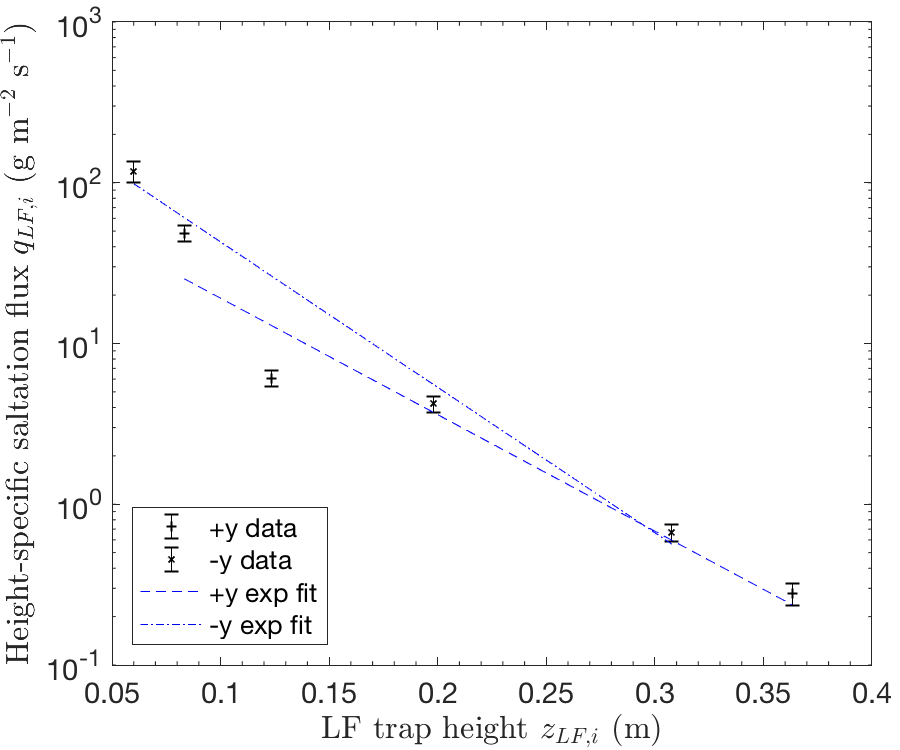 Height-specific saltation flux q_{LF,i} (g m^{-2} s^{-1})
10^3
10^2
10^1
10^0
10^{-1}
+y data
-y data
+y exp fit
-y exp fit
0.05 0.1 0.15 0.2 0.25 0.3 0.35 0.4
LF trap height z_{LF,i} (m)